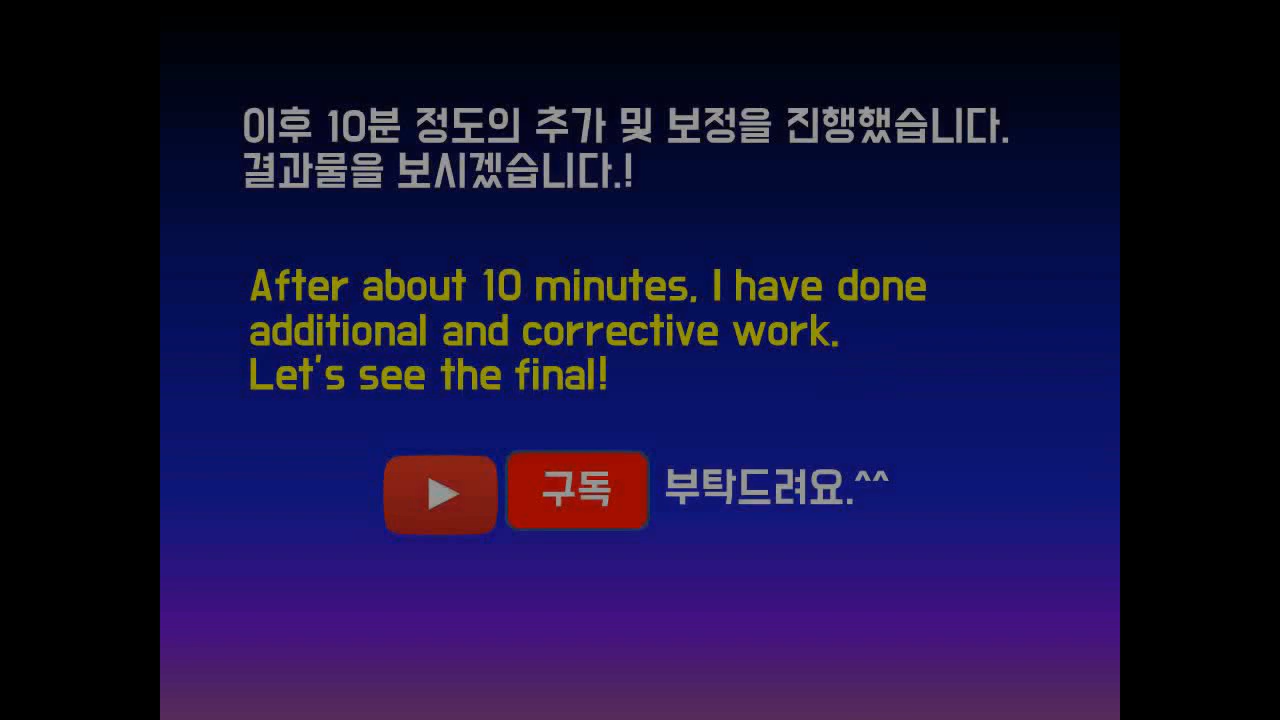 이후 10분 정도의 추가 및 보정을 진행했습니다.
결과물을 보시겠습니다.!
After about 10 minutes, I have done
additional and corrective work.
Let's see the final!
구독 부탁드려요.^^